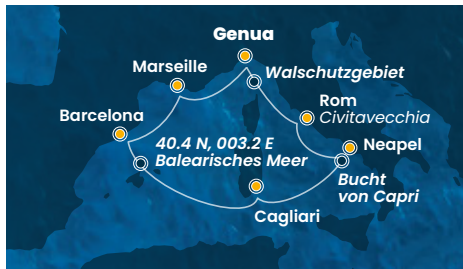 Genua
Marseille
Walschutzgebiet
Rom
Civitavecchia
Barcelona
40.4 N, 003.2 E
Balearisches Meer
Neapel
Bucht
von Capri
Cagliari